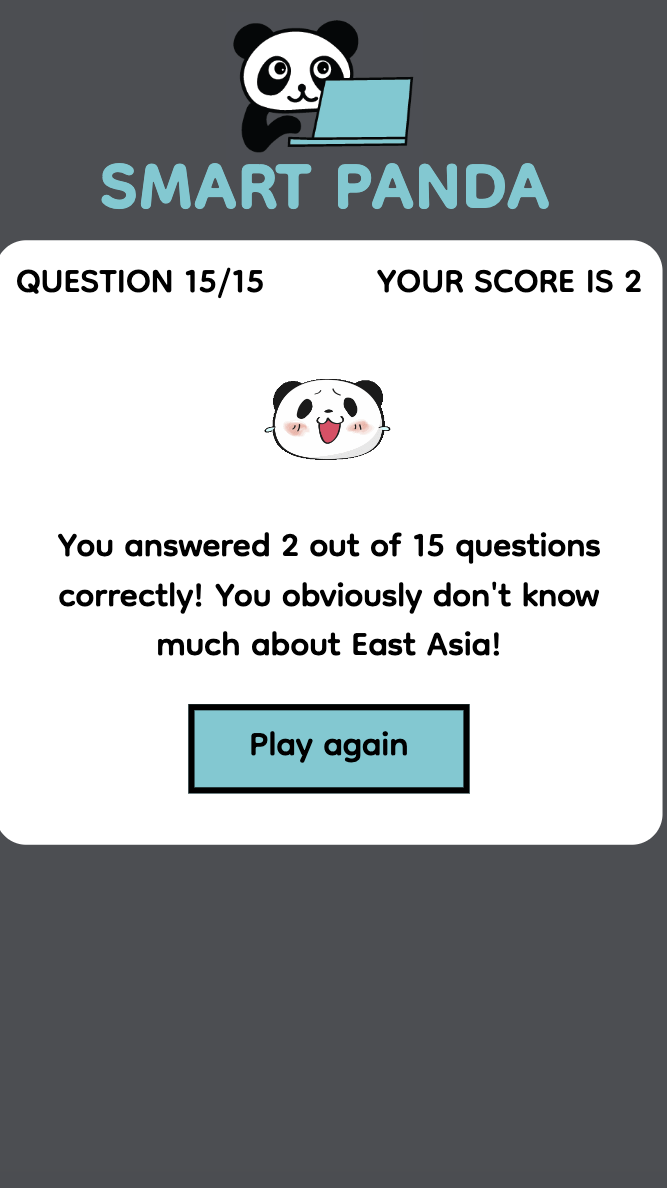 SMART PANDA
QUESTION 15/15
YOUR SCORE IS 2
You answered 2 out of 15 questions
correctly! You obviously don't know
much about East Asia!
Play again